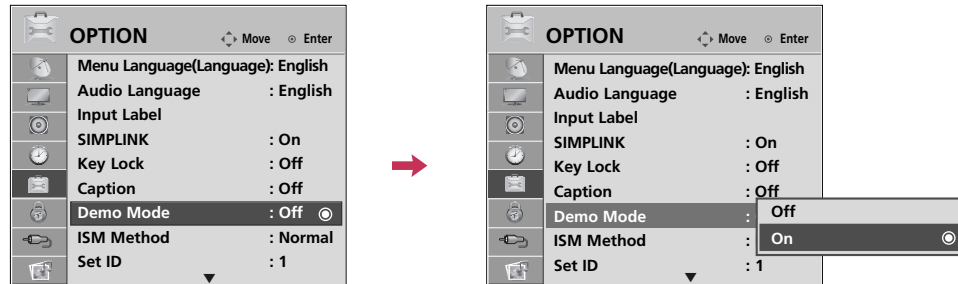 OPTION Move Enter
Menu Language(Language): English
Audio Language : English
Input Label
SIMPLINK : On
Key Lock : Off
Caption : Off
Demo Mode : Off
ISM Method : Normal
Set ID : 1
OPTION Move Enter
Menu Language(Language): English
Audio Language : English
Input Label
SIMPLINK : On
Key Lock : Off
Caption : Off
Demo Mode :
ISM Method :
Set ID : 1
Off
On